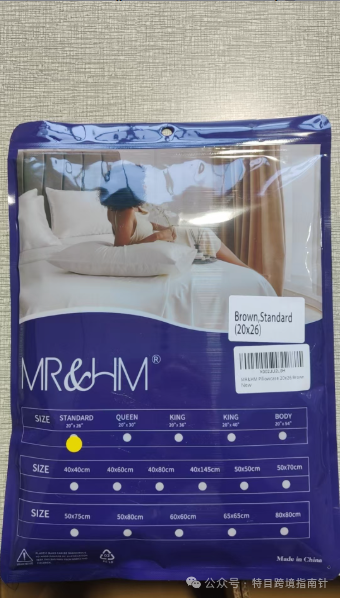 Brown,Standard
(20x26)
MR&HM®
SIZE STANDARD QUEEN KING KING BODY
20" x 26" 20" x 30" 20" x 36" 20" x 40" 20" x 54"
SIZE 40x40cm 40x60cm 40x80cm 40x145cm 50x50cm 50x70cm
SIZE 50x75cm 50x80cm 60x60cm 65x65cm 80x80cm
Made in China
公众号 · 特目跨境指南针